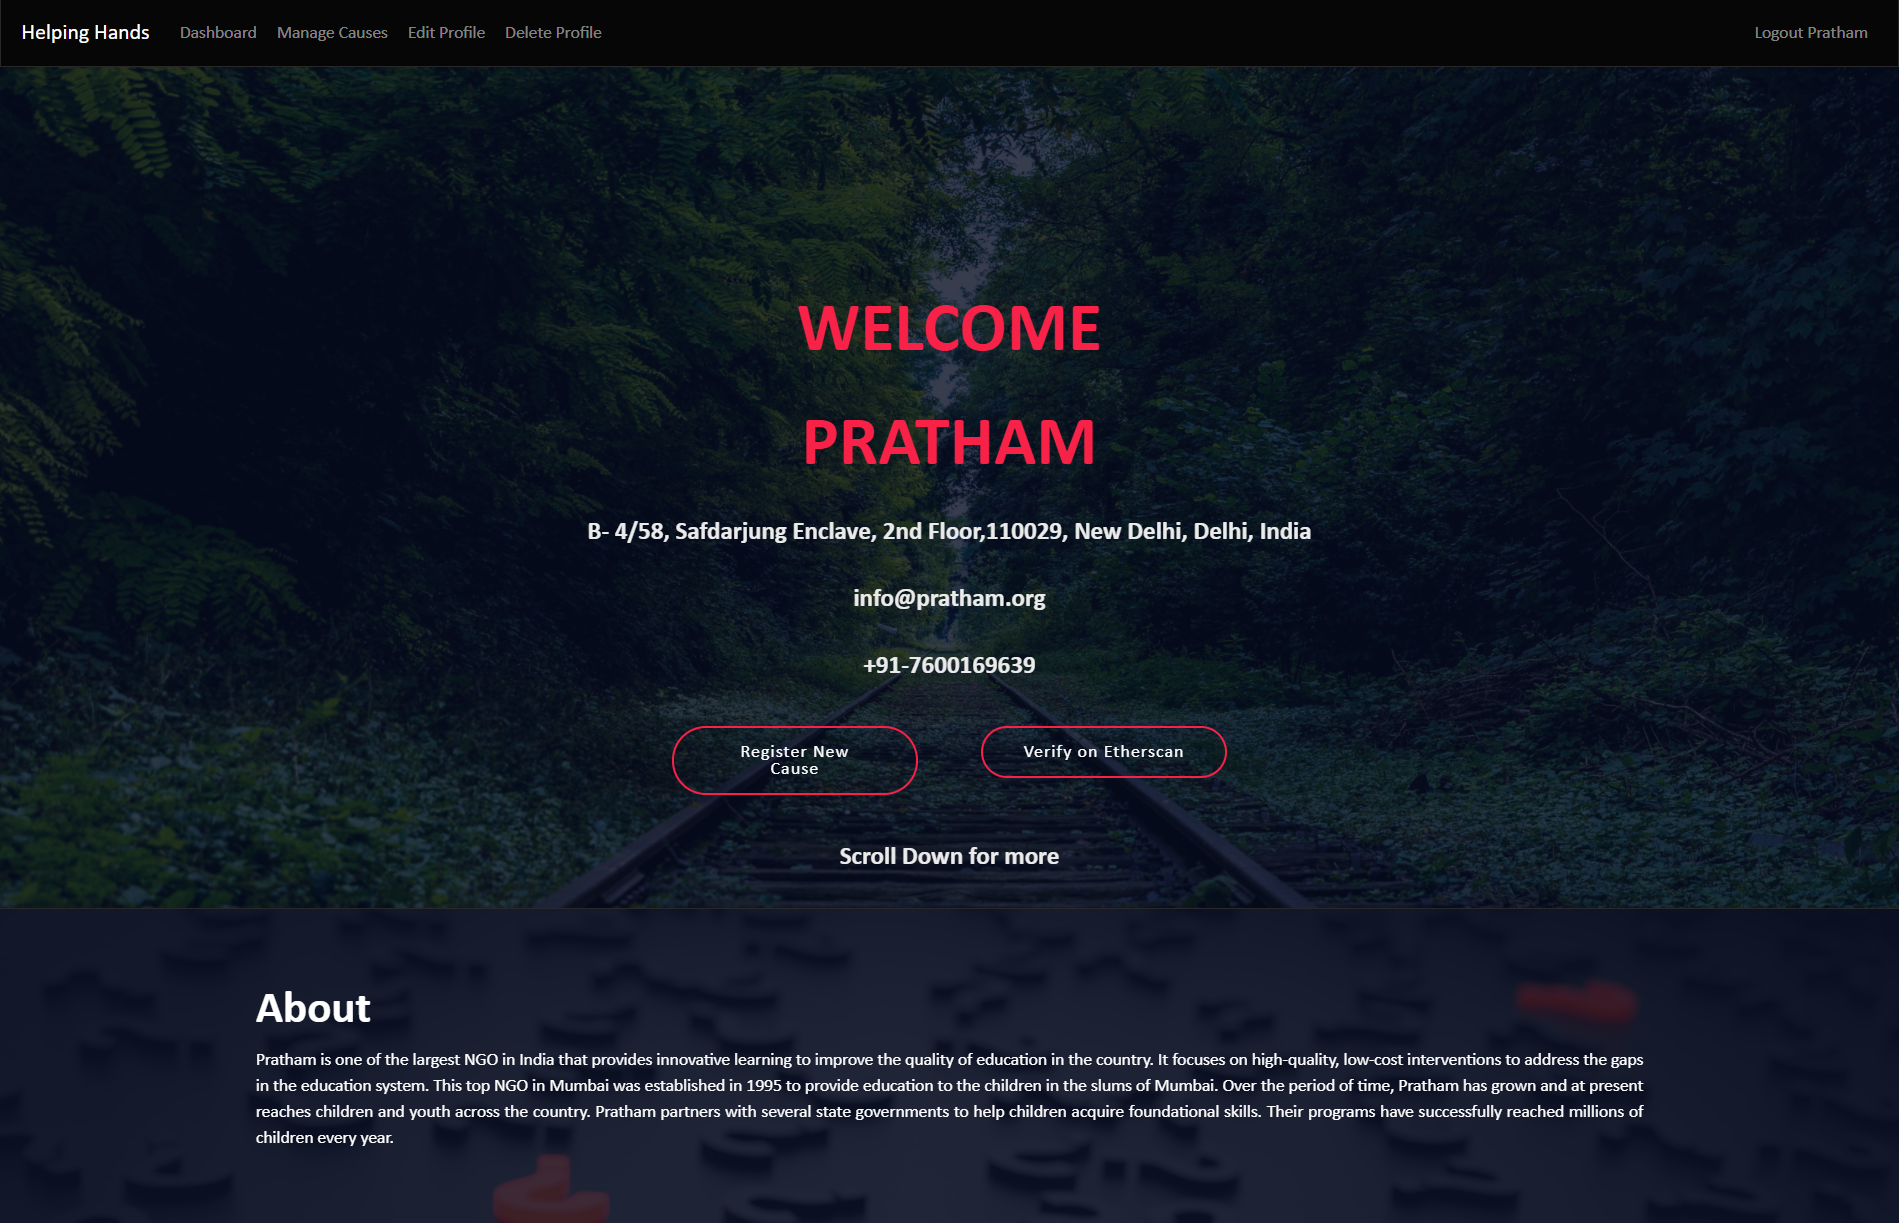 Helping Hands Dashboard Manage Causes Edit Profile Delete Profile Logout Pratham
WELCOME
PRATHAM
B- 4/58, Safdarjung Enclave, 2nd Floor,110029, New Delhi, Delhi, India
info@pratham.org
+91-7600169639
Register New
Cause
Verify on Etherscan
Scroll Down for more
About
Pratham is one of the largest NGO in India that provides innovative learning to improve the quality of education in the country. It focuses on high-quality, low-cost interventions to address the gaps
in the education system. This top NGO in Mumbai was established in 1995 to provide education to the children in the slums of Mumbai. Over the period of time, Pratham has grown and at present
reaches children and youth across the country. Pratham partners with several state governments to help children acquire foundational skills. Their programs have successfully reached millions of
children every year.